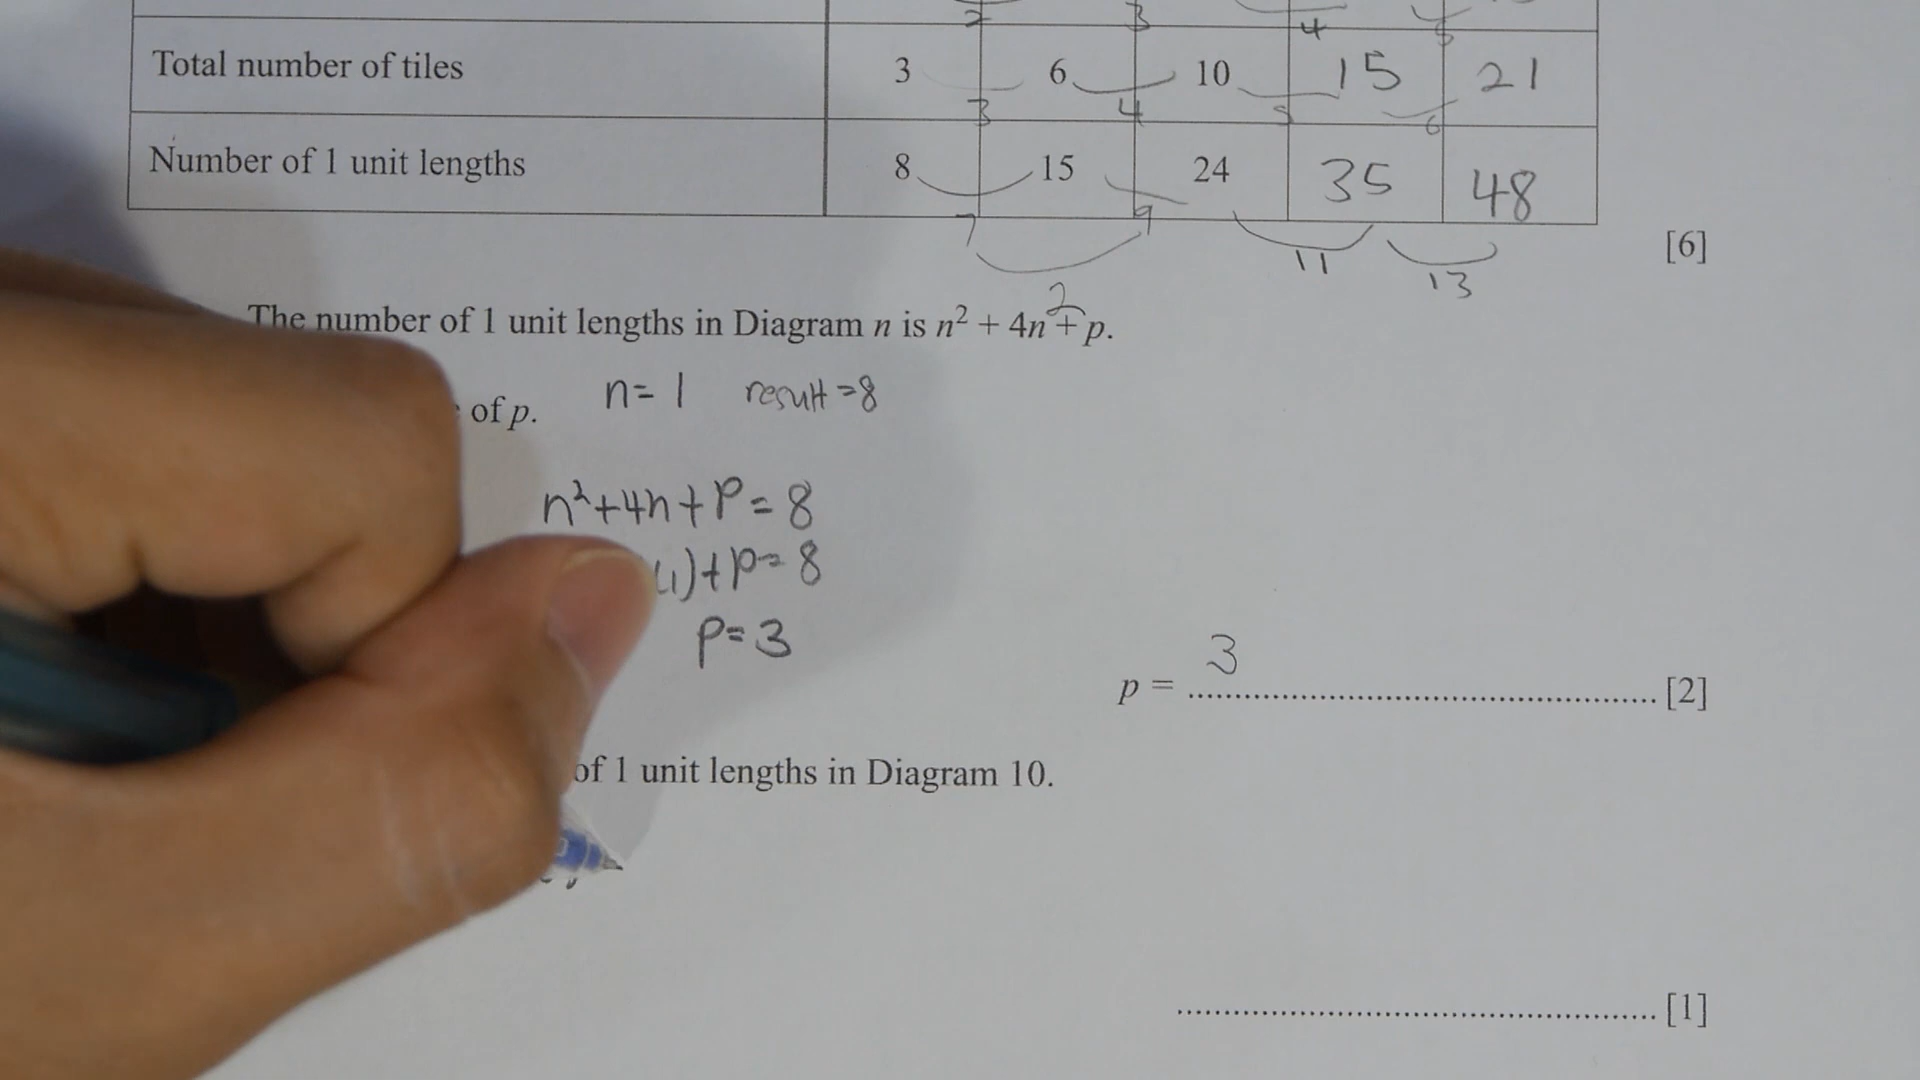 2 3 4 5
Total number of tiles 3 6 10 15 21
3 4 5 6
Number of 1 unit lengths 8 15 24 35 48
7 9 11 13
[6]
2
The number of 1 unit lengths in Diagram n is n² + 4n + p.
of p. n= 1 result =8
n²+4n+P=8
(1)+p=8
p=3
3
p = ........................................ [2]
of 1 unit lengths in Diagram 10.
........................................ [1]